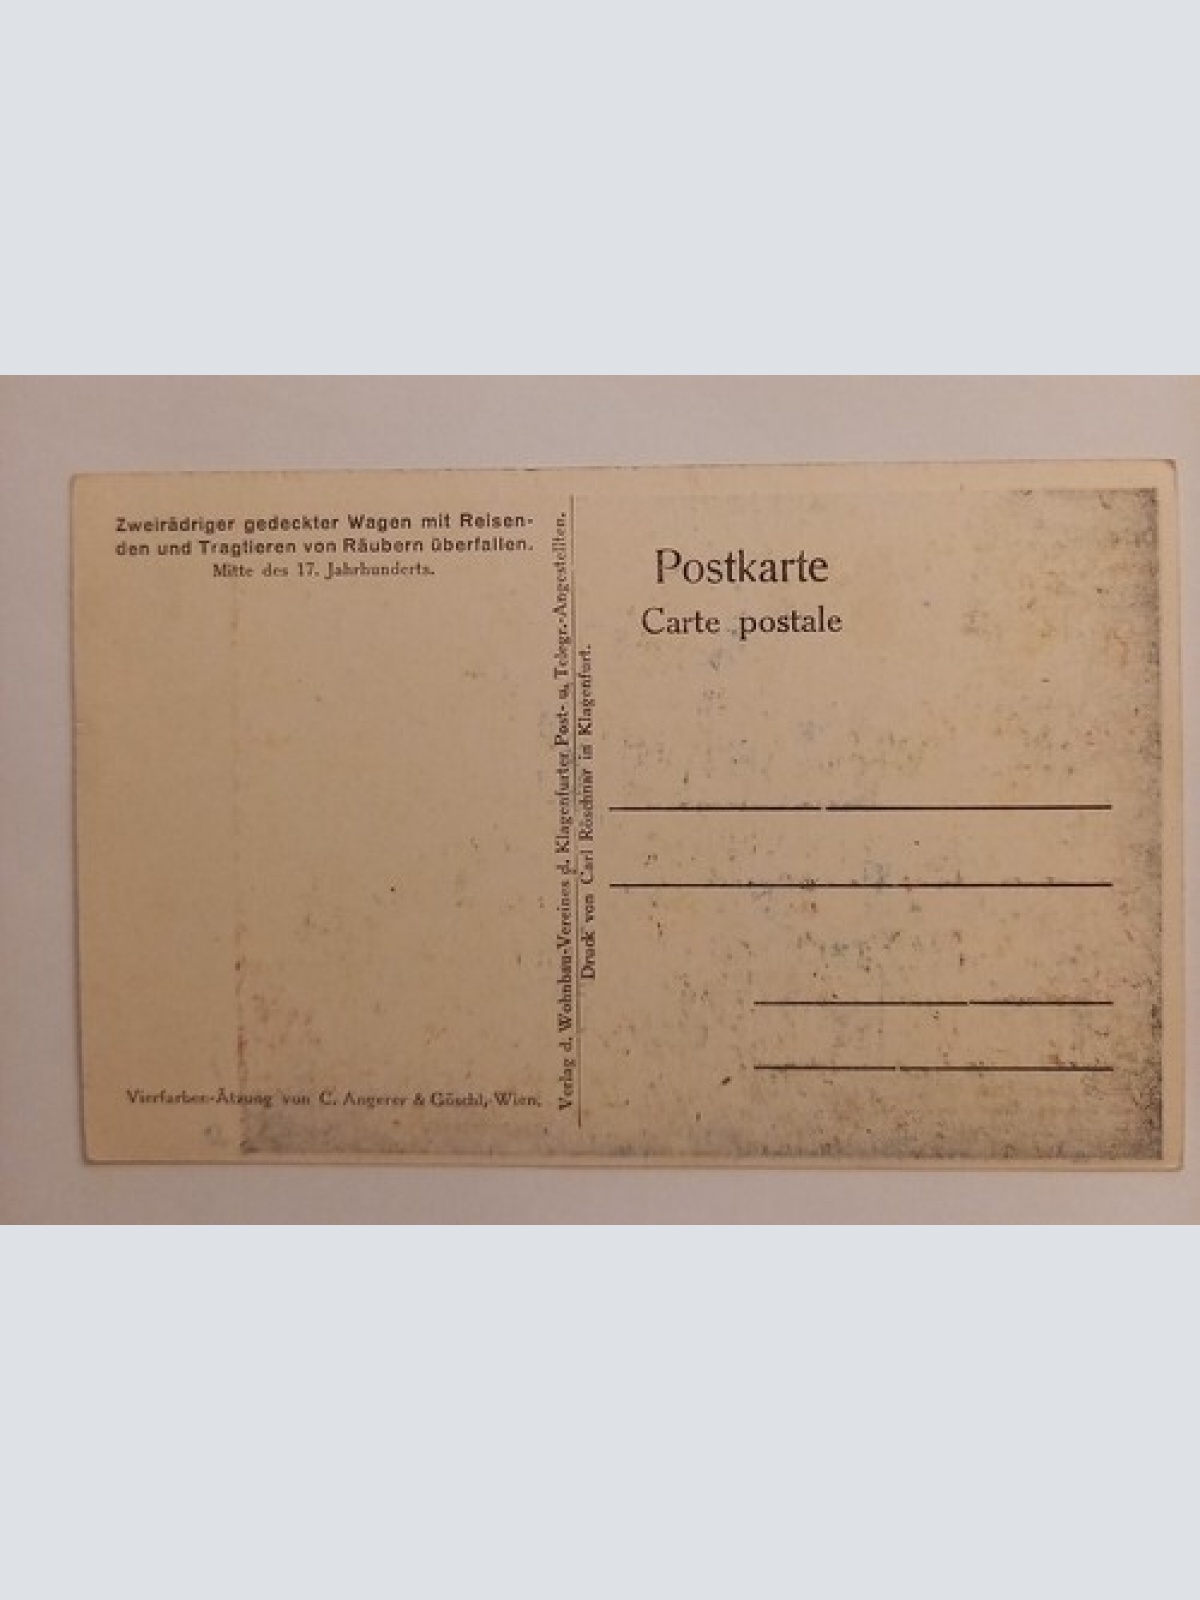 Zweirädriger gedeckter Wagen mit Reisen-
den und Tragtieren von Räubern überfallen.
Mitte des 17. Jahrhunderts.
Vierfarben-Ätzung von C. Angerer & Göschl, Wien.
Verlag d. Wohnbau-Vereines d. Klagenfurter Post- u. Telegr.-Angestellten.
Druck von Carl Röschnar in Klagenfurt.
Postkarte
Carte postale